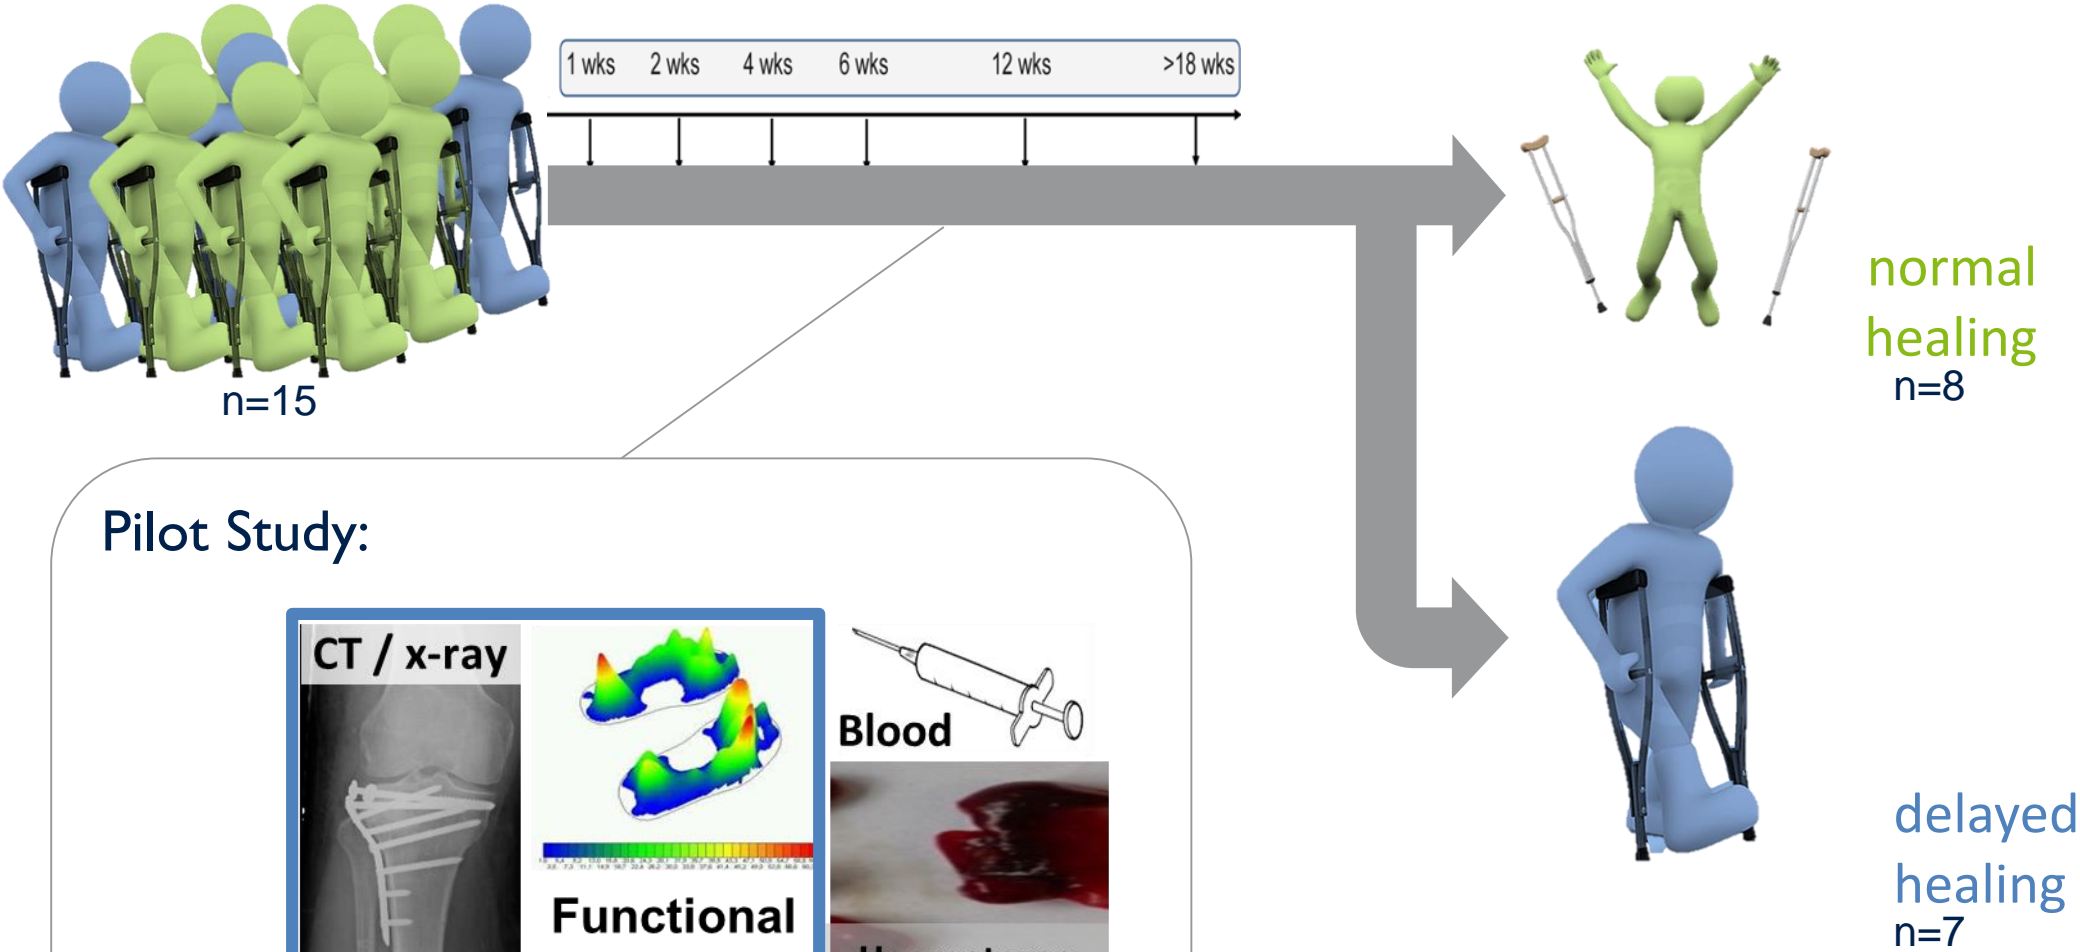 1 wks 2 wks 4 wks 6 wks 12 wks >18 wks
n=15
normal
healing
n=8
Pilot Study:
CT / x-ray
Blood
Functional
delayed
healing
n=7